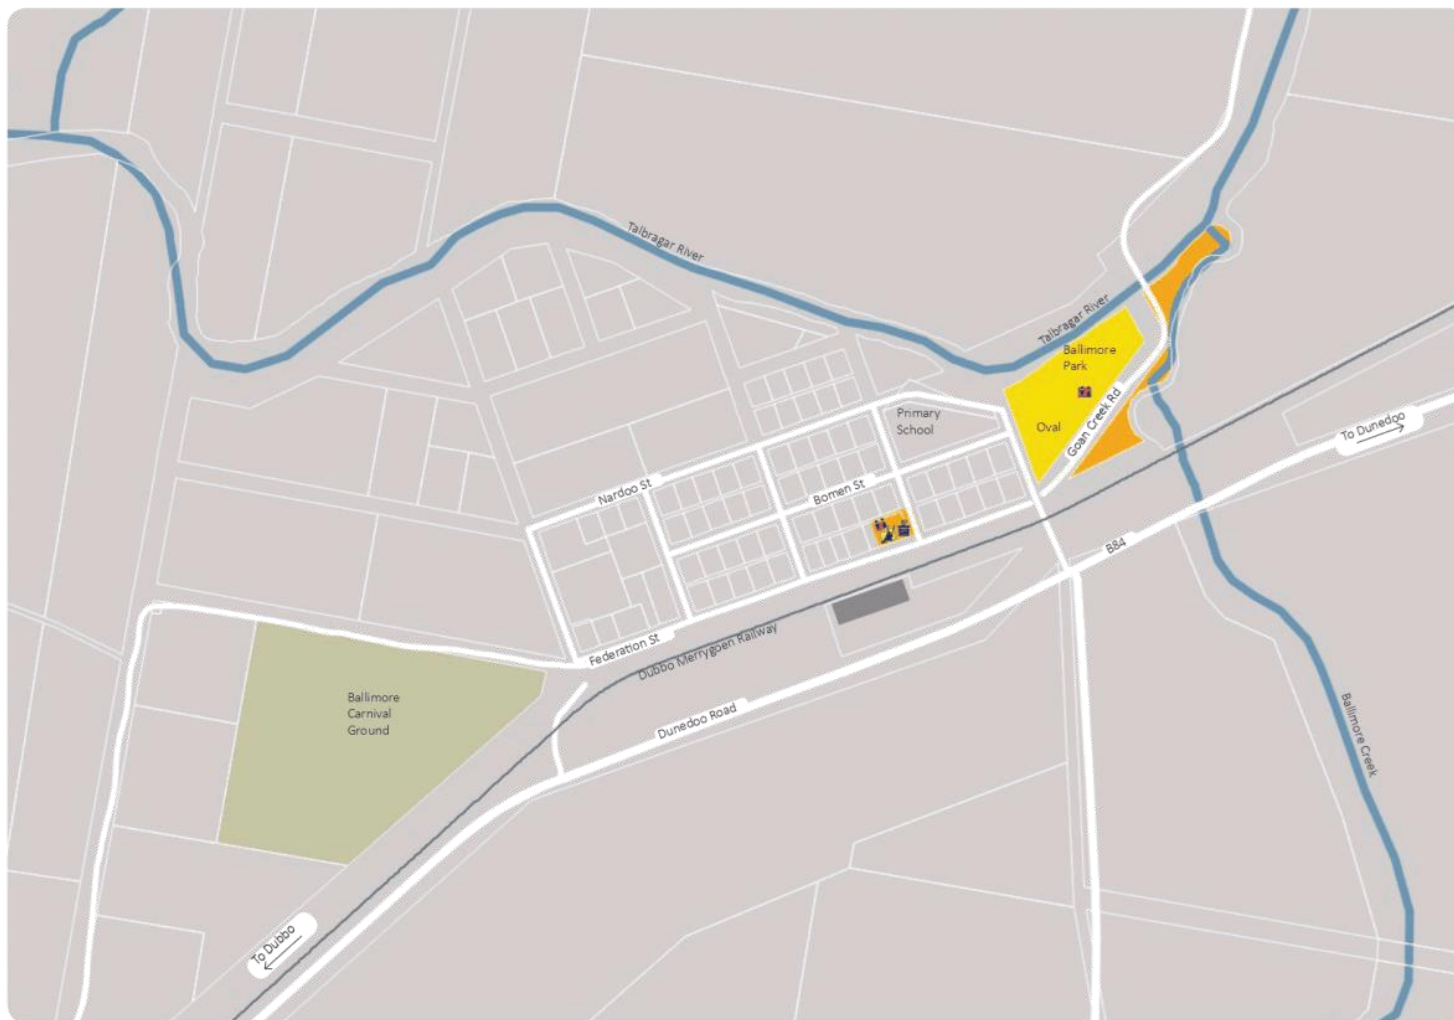 Talbragar River
Talbragar River
Ballimore
Park
Oval
Goan Creek Rd
To Dunedoo
Primary
School
Nardoo St
Bomen St
B84
Federation St
Dubbo Merrygoen Railway
Dunedoo Road
Ballimore
Carnival
Ground
Ballimore Creek
To Dubbo